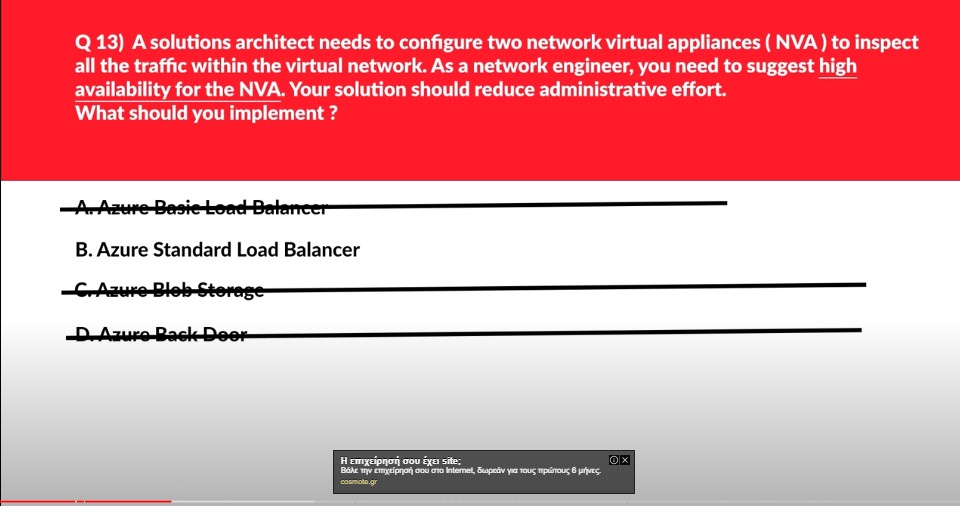 Q 13) A solutions architect needs to configure two network virtual appliances ( NVA ) to inspect
all the traffic within the virtual network. As a network engineer, you need to suggest high
availability for the NVA. Your solution should reduce administrative effort.
What should you implement ?
A. Azure Basic Load Balancer
B. Azure Standard Load Balancer
C. Azure Blob Storage
D. Azure Back Door
Η επιχείρησή σου έχει site;
Βάλε την επιχείρησή σου στο Internet, δωρεάν για τους πρώτους 6 μήνες.
cosmote.gr